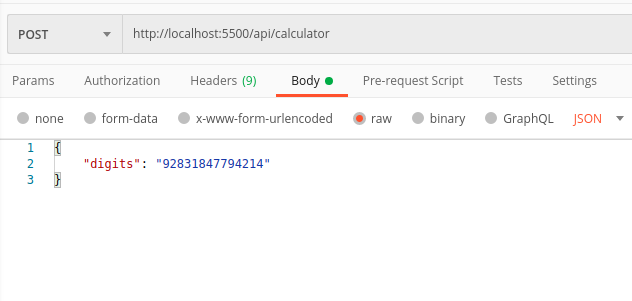 POST http://localhost:5500/api/calculator
Params Authorization Headers (9) Body Pre-request Script Tests Settings
none form-data x-www-form-urlencoded raw binary GraphQL JSON
1 {
2 "digits": "92831847794214"
3 }